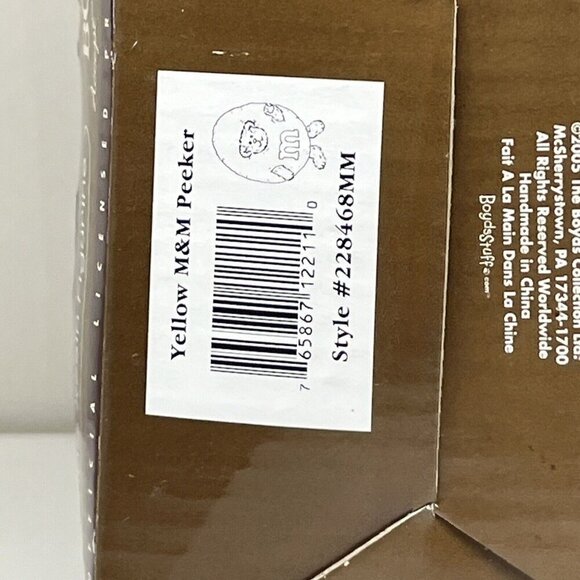 Yellow M&M Peeker
m
7 65867 12211 0
Style #228468MM
©2005 The Boyds Collection Ltd.
McSherrystown, PA 17344-1700
All Rights Reserved Worldwide
Handmade in China
Fait A La Main Dans La Chine
BoydsStuff.com™